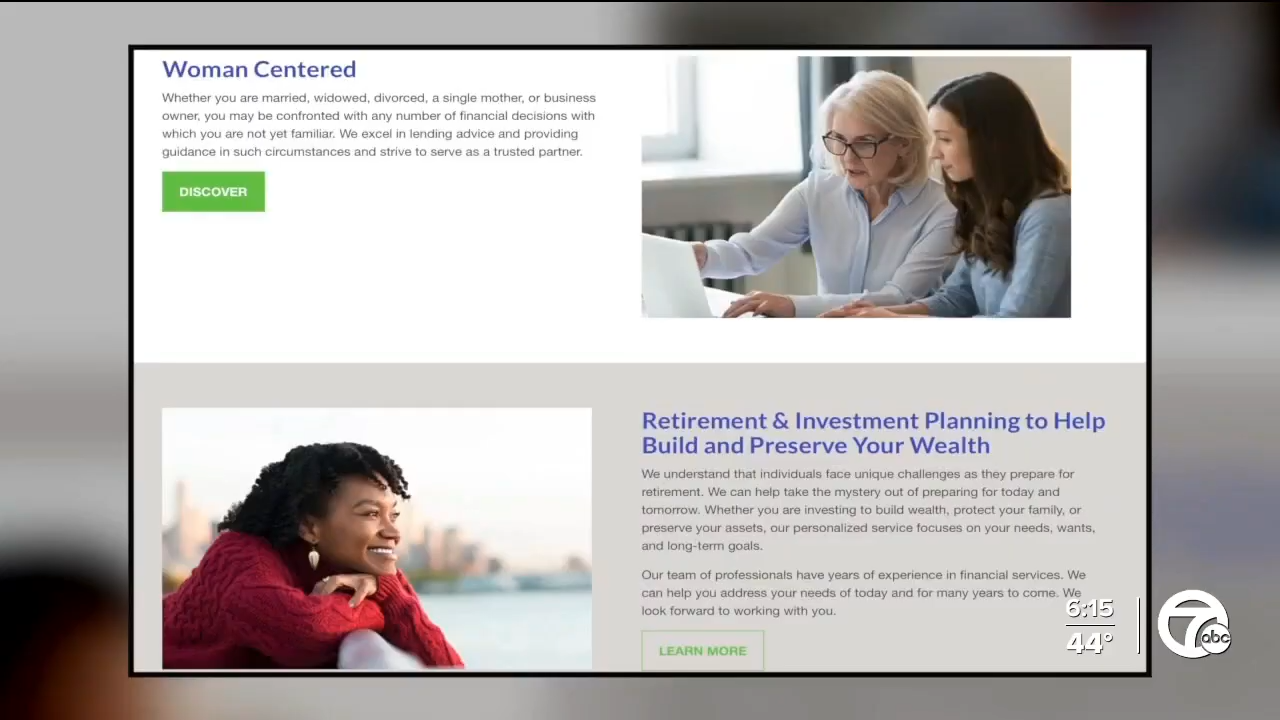 Woman Centered
Whether you are married, widowed, divorced, a single mother, or business
owner, you may be confronted with any number of financial decisions with
which you are not yet familiar. We excel in lending advice and providing
guidance in such circumstances and strive to serve as a trusted partner.
DISCOVER
Retirement & Investment Planning to Help
Build and Preserve Your Wealth
We understand that individuals face unique challenges as they prepare for
retirement. We can help take the mystery out of preparing for today and
tomorrow. Whether you are investing to build wealth, protect your family, or
preserve your assets, our personalized service focuses on your needs, wants,
and long-term goals.
Our team of professionals have years of experience in financial services. We
can help you address your needs of today and for many years to come. We
look forward to working with you.
LEARN MORE
6:15
44°
7 abc